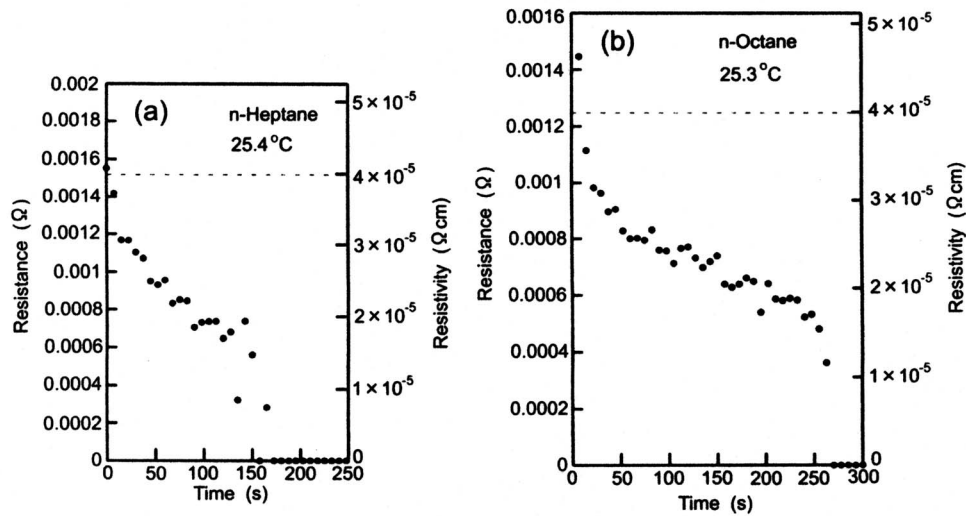 (a)
n-Heptane
25.4 °C
Resistance (Ω)
0.002
0.0018
0.0016
0.0014
0.0012
0.001
0.0008
0.0006
0.0004
0.0002
0
5×10⁻⁵
4×10⁻⁵
3×10⁻⁵
2×10⁻⁵
1×10⁻⁵
0
Resistivity (Ωcm)
0 50 100 150 200 250
Time (s)
(b)
n-Octane
25.3 °C
Resistance (Ω)
0.0016
0.0014
0.0012
0.001
0.0008
0.0006
0.0004
0.0002
0
5×10⁻⁵
4×10⁻⁵
3×10⁻⁵
2×10⁻⁵
1×10⁻⁵
0
Resistivity (Ωcm)
0 50 100 150 200 250 300
Time (s)